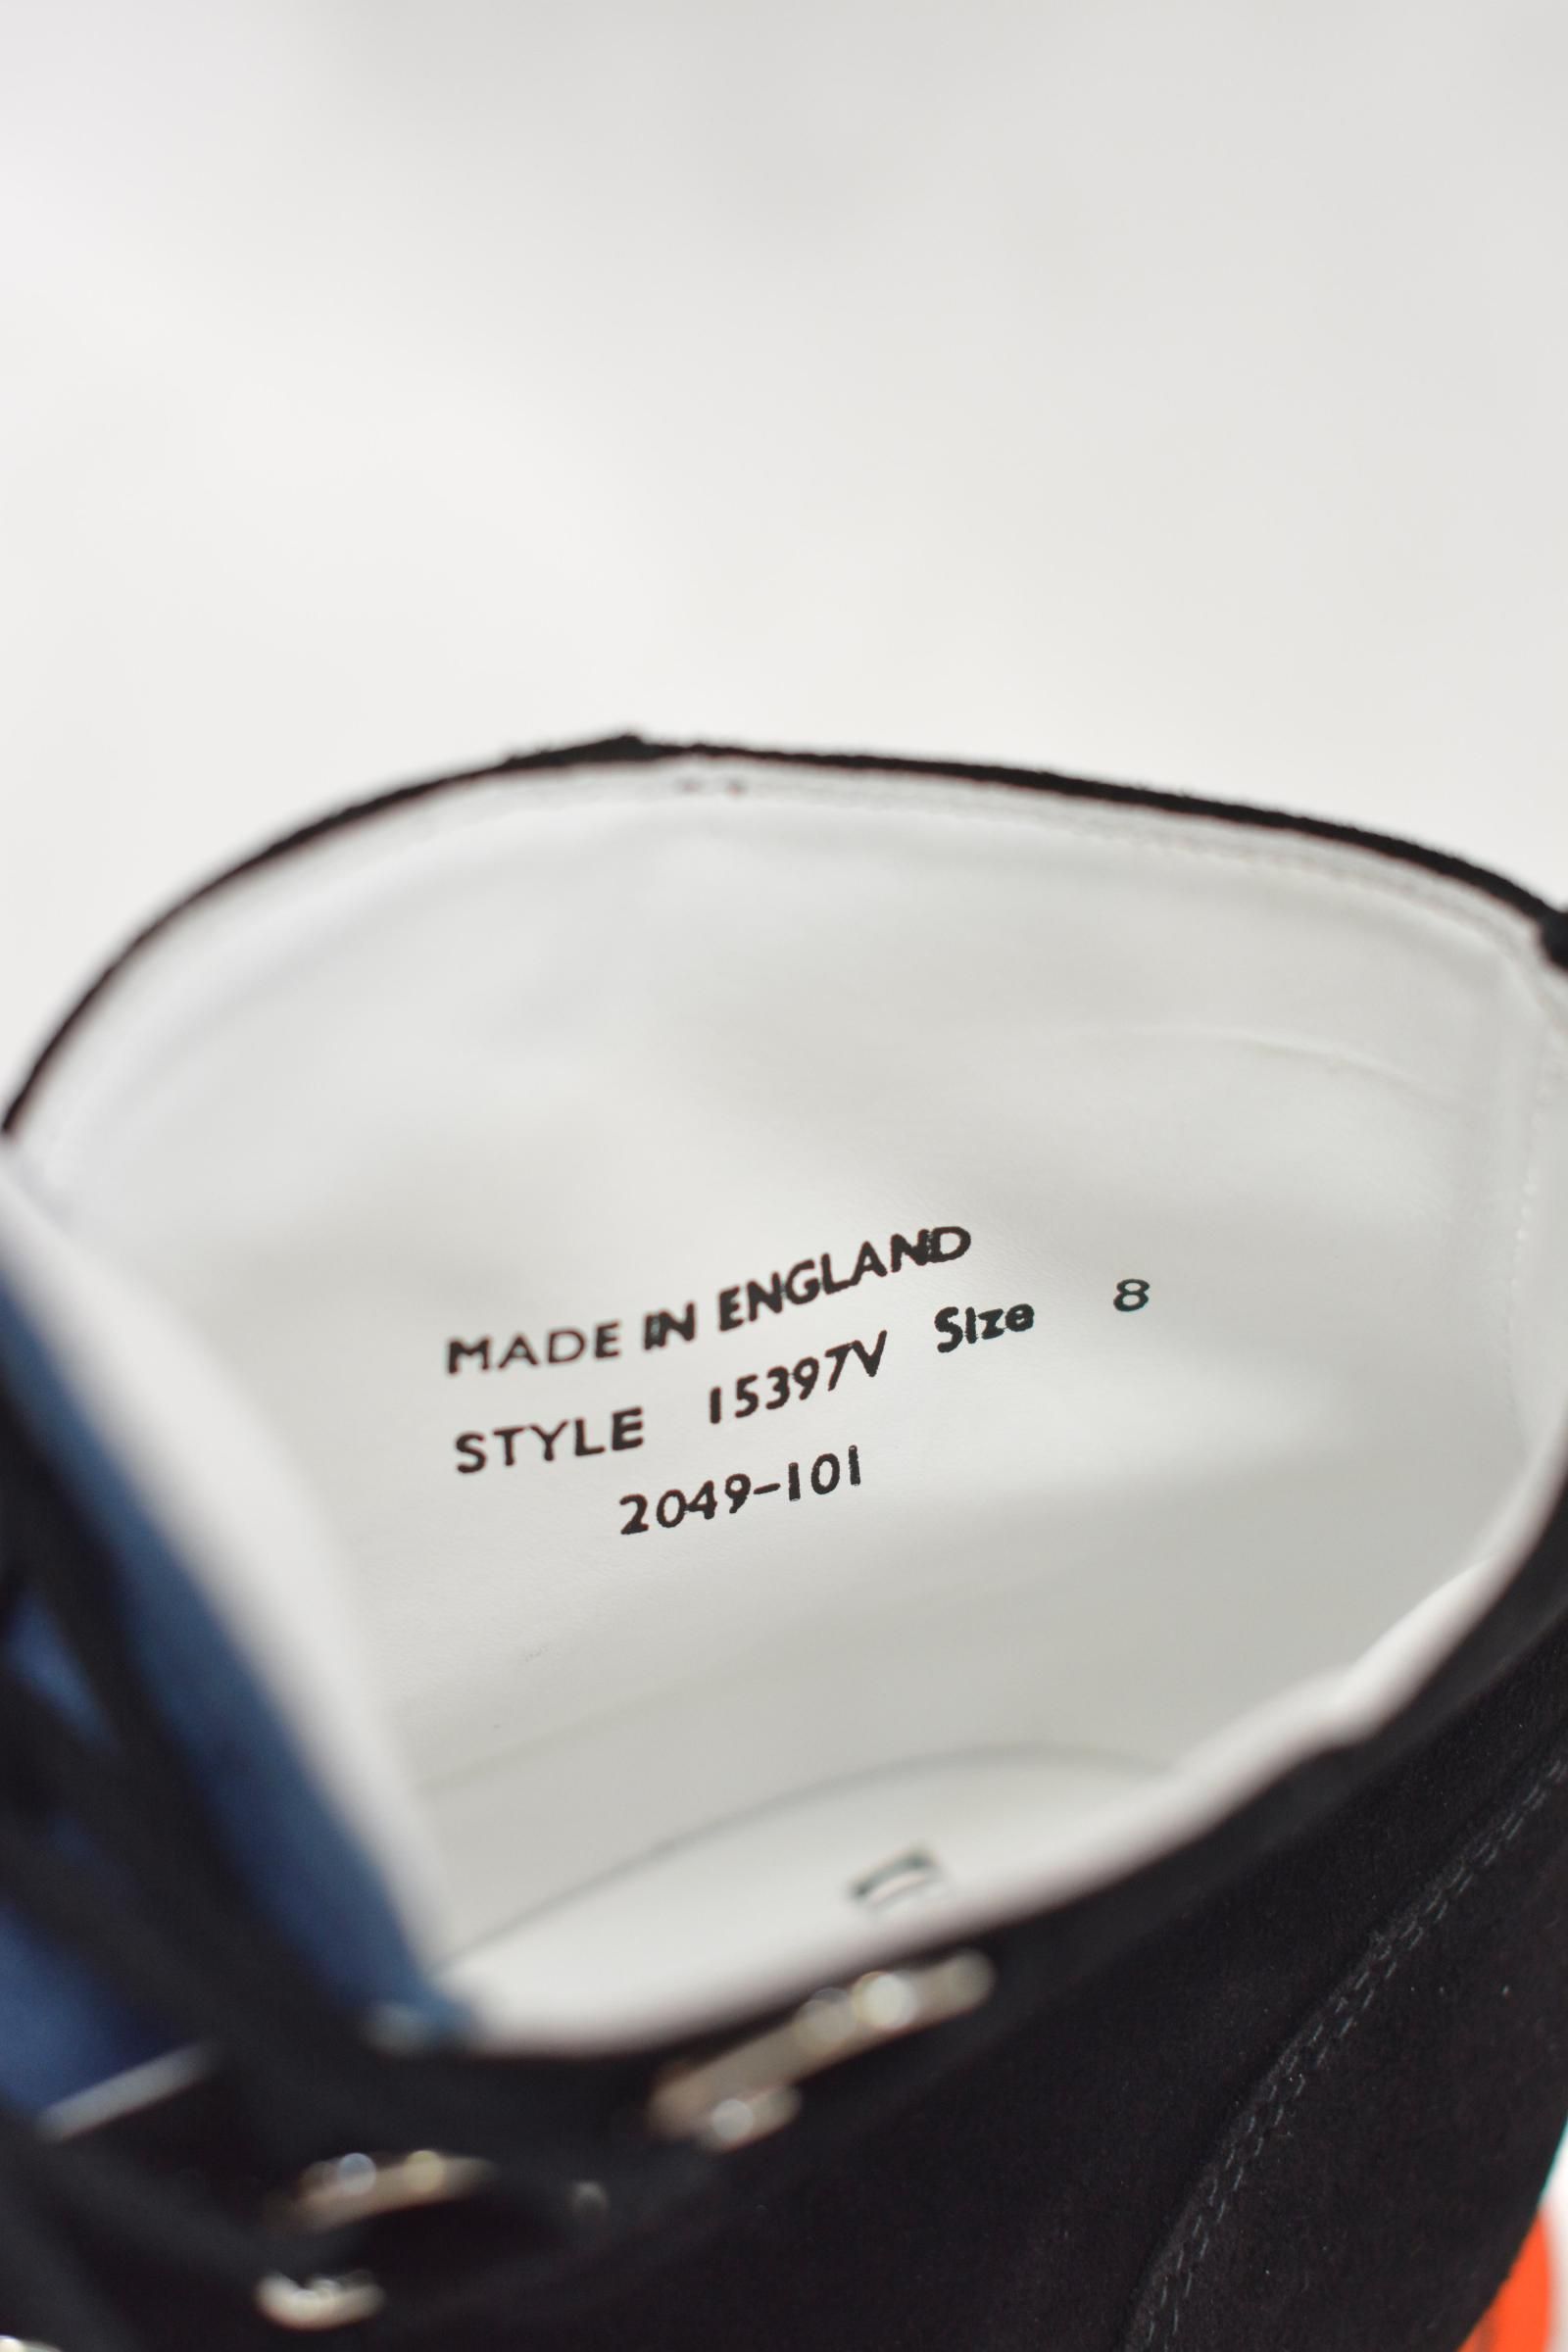 MADE IN ENGLAND
STYLE 15397V Size 8
2049-101